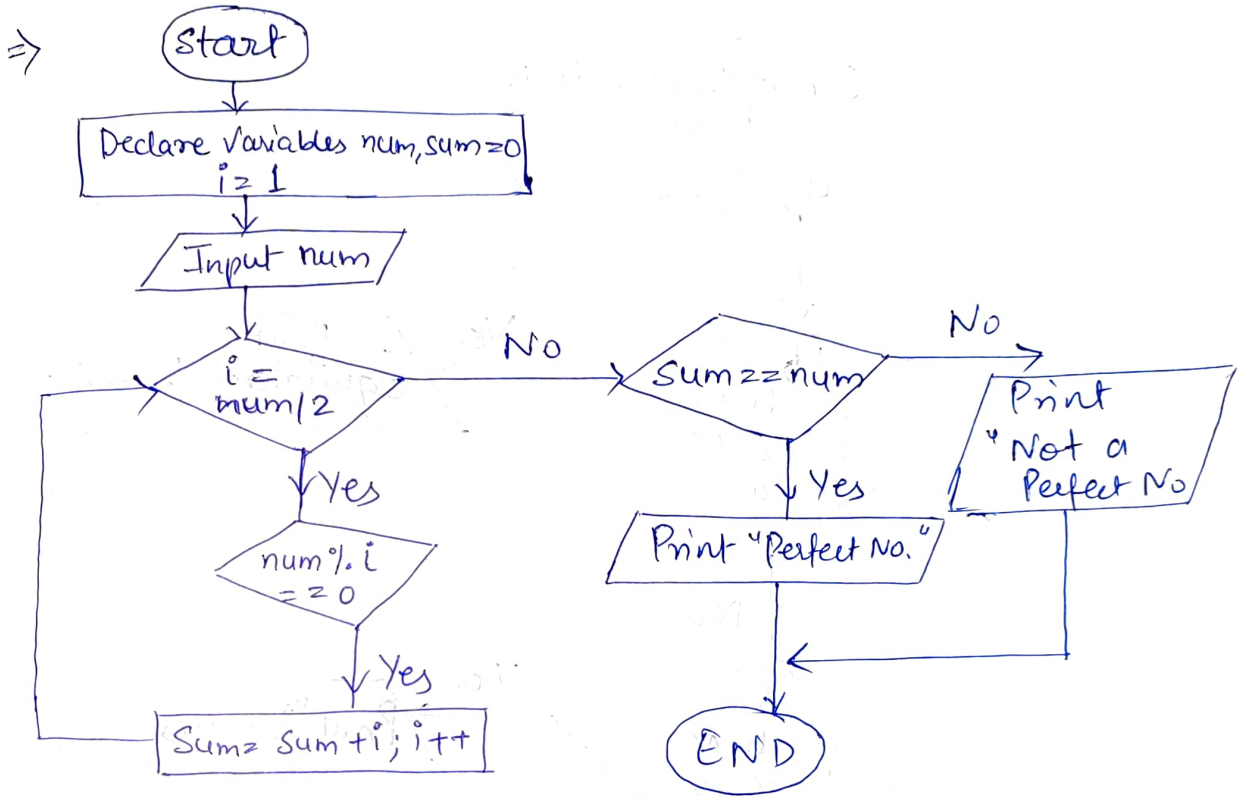 ⇒ Start
Declare Variables num, sum=0
i= 1
Input num
i =
num/2
No
Sum==num
No
Print
"Not a
Perfect No
Yes
Yes
num % i
= = 0
Print "Perfect No."
Yes
Sum= sum+i; i++
END